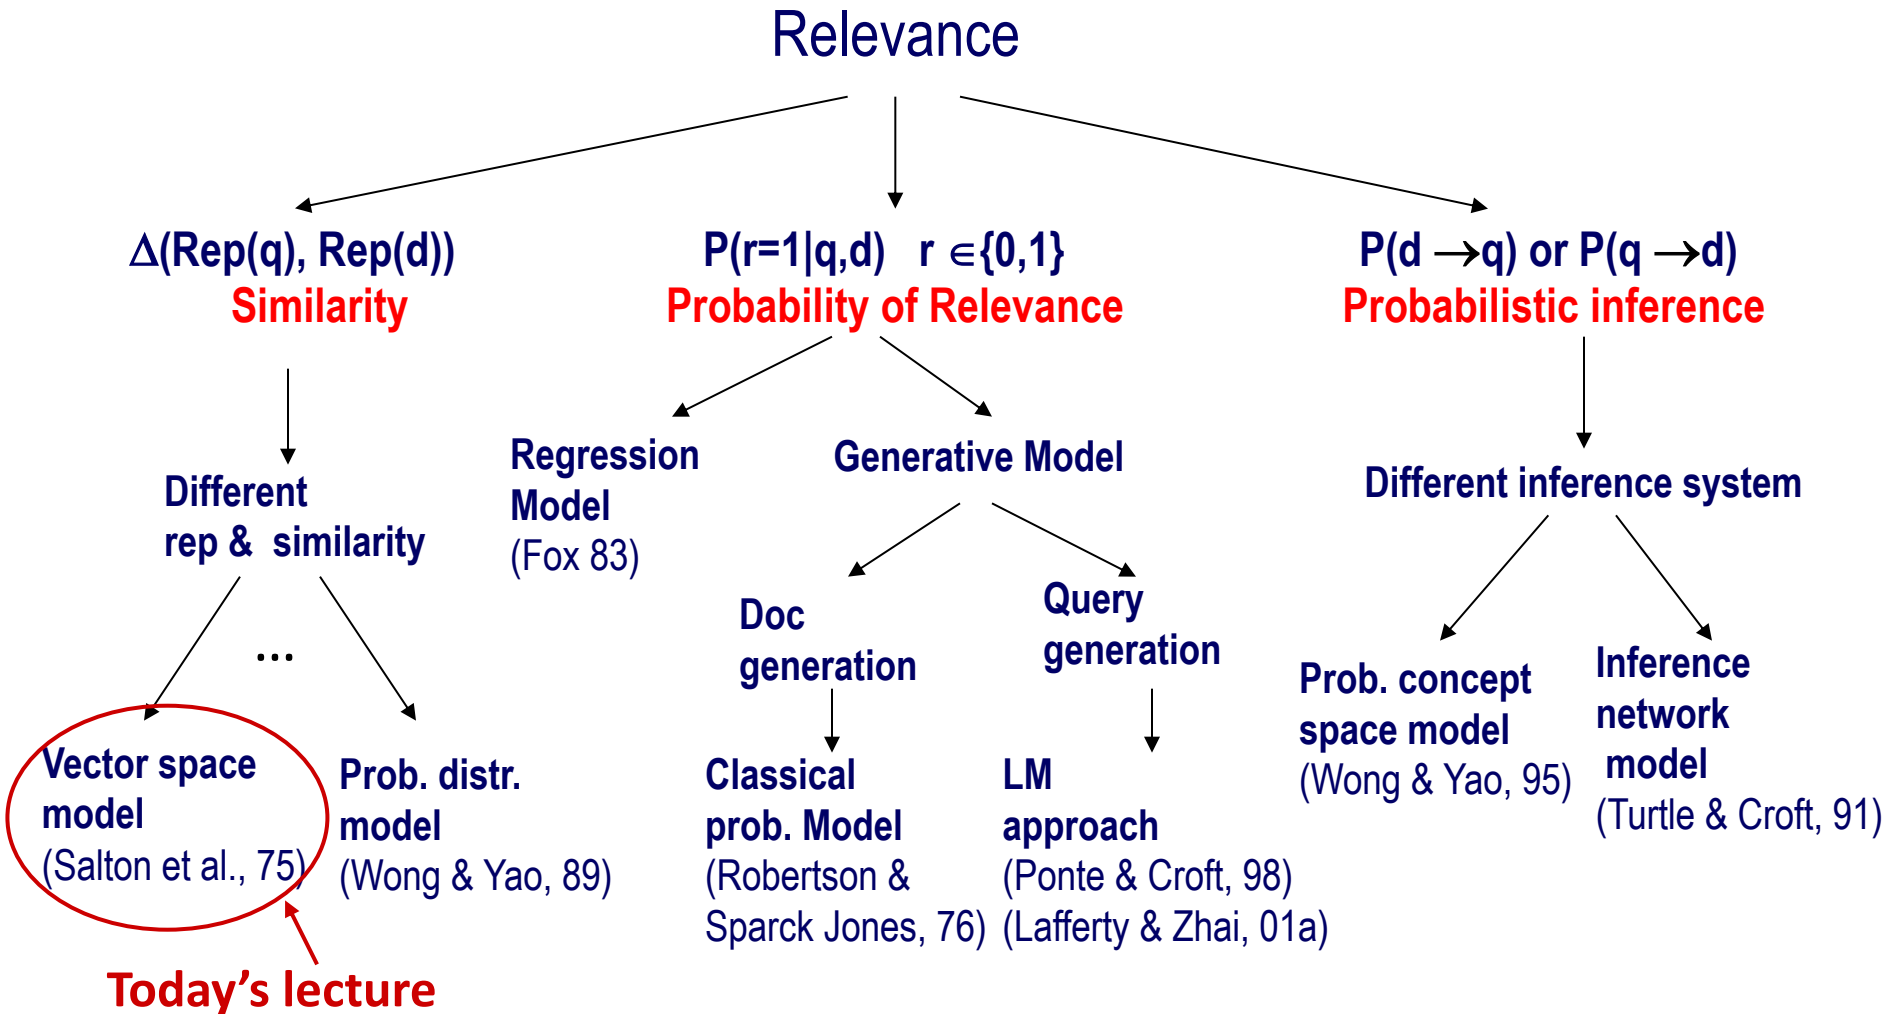 Relevance
Δ(Rep(q), Rep(d))
Similarity
P(r=1|q,d) r ∈{0,1}
Probability of Relevance
P(d →q) or P(q →d)
Probabilistic inference
Different
rep & similarity
Regression
Model
(Fox 83)
Generative Model
Different inference system
…
Doc
generation
Query
generation
Vector space
model
(Salton et al., 75)
Prob. distr.
model
(Wong & Yao, 89)
Classical
prob. Model
(Robertson &
Sparck Jones, 76)
LM
approach
(Ponte & Croft, 98)
(Lafferty & Zhai, 01a)
Prob. concept
space model
(Wong & Yao, 95)
Inference
network
model
(Turtle & Croft, 91)
Today’s lecture